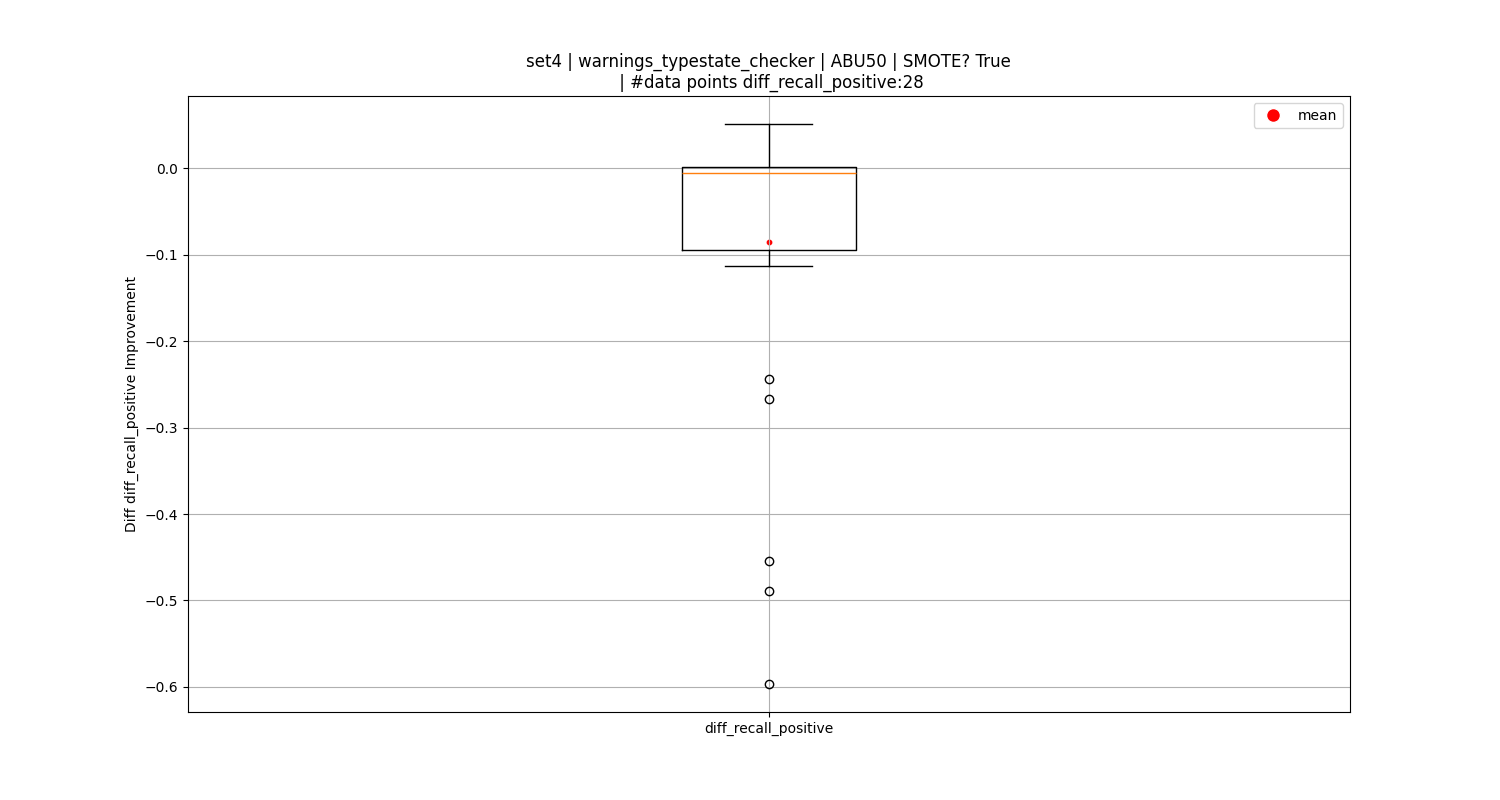 set4 | warnings_typestate_checker | ABU50 | SMOTE? True
| #data points diff_recall_positive:28
mean
0.0
−0.1
−0.2
−0.3
−0.4
−0.5
−0.6
Diff diff_recall_positive Improvement
diff_recall_positive